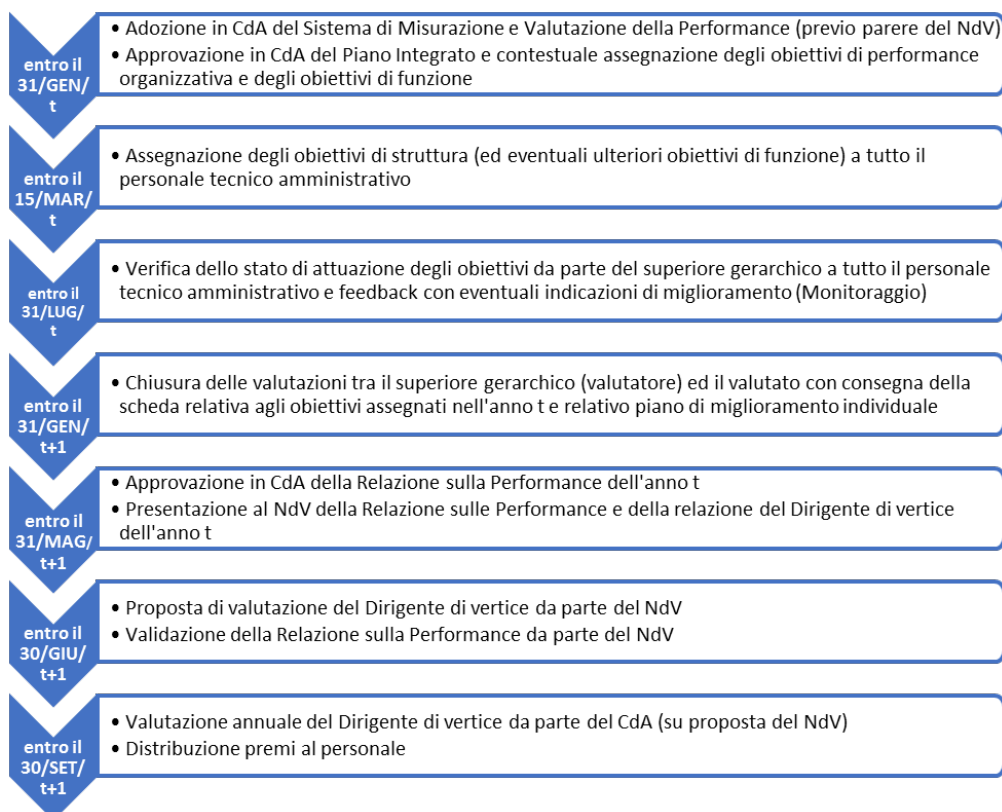 entro il
31/GEN/
t
• Adozione in CdA del Sistema di Misurazione e Valutazione della Performance (previo parere del NdV)
• Approvazione in CdA del Piano Integrato e contestuale assegnazione degli obiettivi di performance
organizzativa e degli obiettivi di funzione
entro il
15/MAR/
t
• Assegnazione degli obiettivi di struttura (ed eventuali ulteriori obiettivi di funzione) a tutto il
personale tecnico amministrativo
entro il
31/LUG/
t
• Verifica dello stato di attuazione degli obiettivi da parte del superiore gerarchico a tutto il personale
tecnico amministrativo e feedback con eventuali indicazioni di miglioramento (Monitoraggio)
entro il
31/GEN/
t+1
• Chiusura delle valutazioni tra il superiore gerarchico (valutatore) ed il valutato con consegna della
scheda relativa agli obiettivi assegnati nell'anno t e relativo piano di miglioramento individuale
entro il
31/MAG/
t+1
• Approvazione in CdA della Relazione sulla Performance dell'anno t
• Presentazione al NdV della Relazione sulle Performance e della relazione del Dirigente di vertice
dell'anno t
entro il
30/GIU/
t+1
• Proposta di valutazione del Dirigente di vertice da parte del NdV
• Validazione della Relazione sulla Performance da parte del NdV
entro il
30/SET/
t+1
• Valutazione annuale del Dirigente di vertice da parte del CdA (su proposta del NdV)
• Distribuzione premi al personale